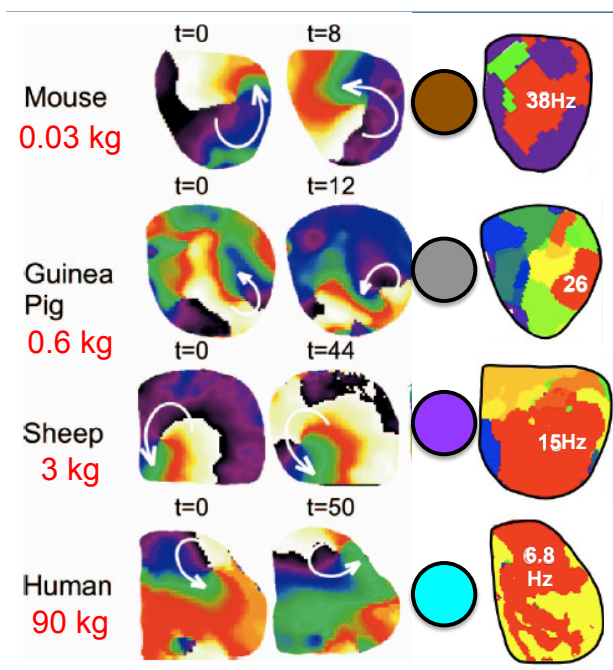 t=0 t=8
Mouse
0.03 kg
38Hz
t=0 t=12
Guinea
Pig
0.6 kg
26
t=0 t=44
Sheep
3 kg
15Hz
t=0 t=50
Human
90 kg
6.8
Hz